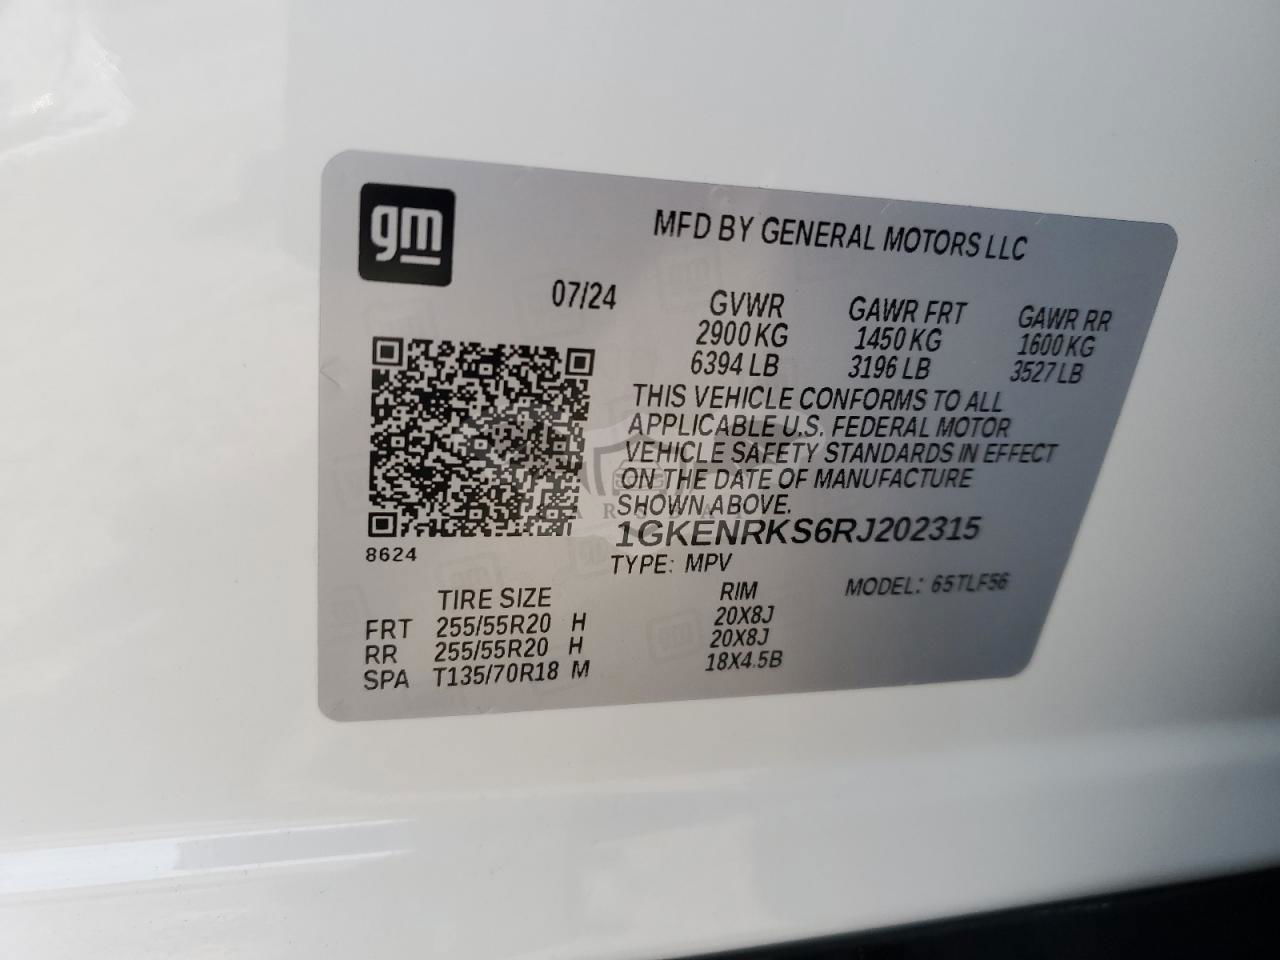 gm
MFD BY GENERAL MOTORS LLC
07/24
GVWR GAWR FRT GAWR RR
2900 KG 1450 KG 1600 KG
6394 LB 3196 LB 3527 LB
THIS VEHICLE CONFORMS TO ALL
APPLICABLE U.S. FEDERAL MOTOR
VEHICLE SAFETY STANDARDS IN EFFECT
ON THE DATE OF MANUFACTURE
SHOWN ABOVE.
1GKENRKS6RJ202315
8624
TYPE: MPV
MODEL: 65TLF56
TIRE SIZE RIM
FRT 255/55R20 H 20X8J
RR 255/55R20 H 20X8J
SPA T135/70R18 M 18X4.5B